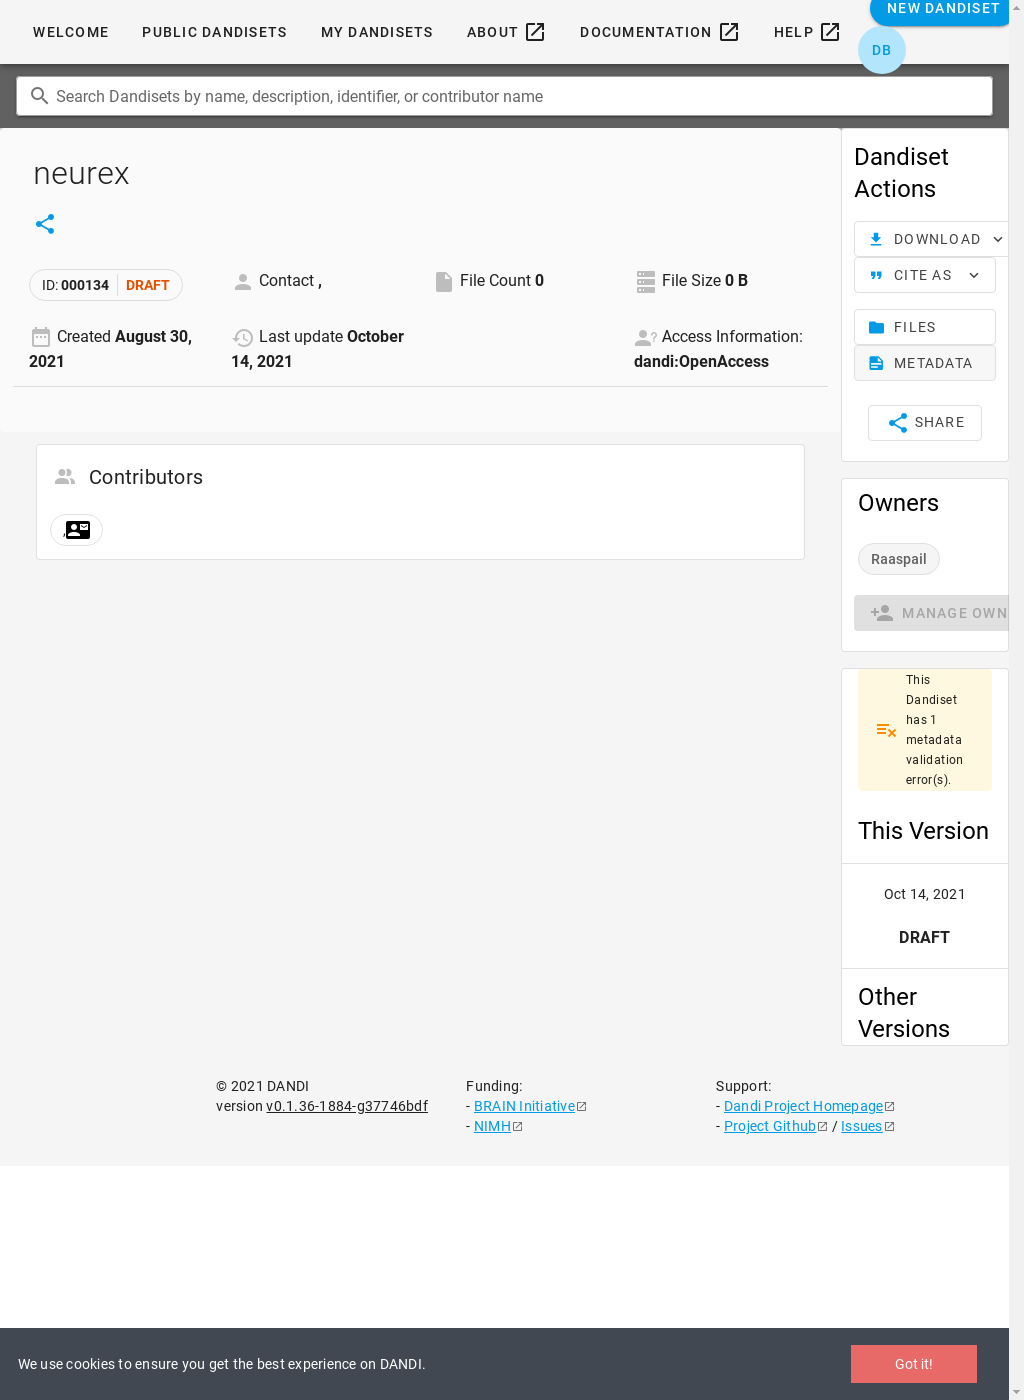 WELCOME PUBLIC DANDISETS MY DANDISETS ABOUT DOCUMENTATION HELP NEW DANDISET
DB
Search Dandisets by name, description, identifier, or contributor name
neurex
ID: 000134 DRAFT
Contact ,
File Count 0
File Size 0 B
Created August 30,
2021
Last update October
14, 2021
Access Information:
dandi:OpenAccess
Contributors
,
Dandiset
Actions
DOWNLOAD
CITE AS
FILES
METADATA
SHARE
Owners
Raaspail
MANAGE OWN
This
Dandiset
has 1
metadata
validation
error(s).
This Version
Oct 14, 2021
DRAFT
Other
Versions
© 2021 DANDI
version v0.1.36-1884-g37746bdf
Funding:
- BRAIN Initiative
- NIMH
Support:
- Dandi Project Homepage
- Project Github / Issues
We use cookies to ensure you get the best experience on DANDI.
Got it!